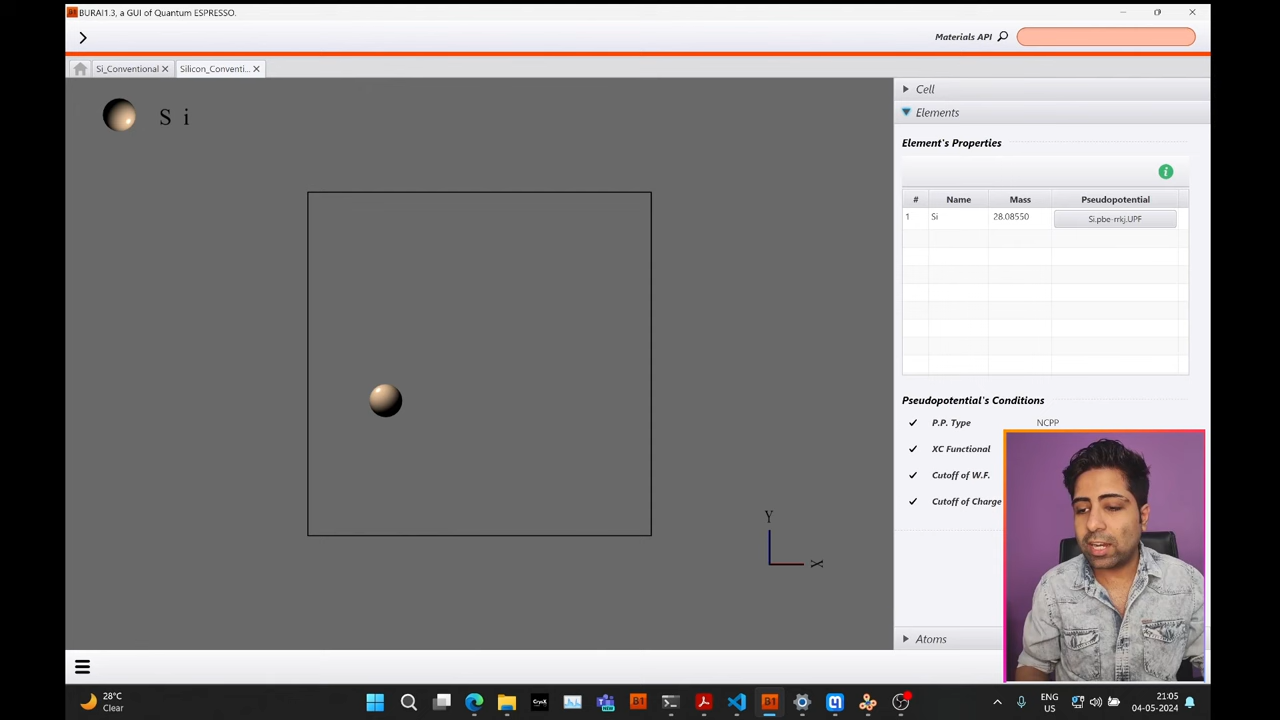 BURAI1.3, a GUI of Quantum ESPRESSO.
Materials API
Si_Conventional
Silicon_Conventi...
S i
Cell
Elements
Element's Properties
# Name Mass Pseudopotential
1 Si 28.08550 Si.pbe-rrkj.UPF
Pseudopotential's Conditions
P.P. Type NCPP
XC Functional
Cutoff of W.F.
Cutoff of Charge
Y
X
Atoms
28°C
Clear
ENG
US
21:05
04-05-2024